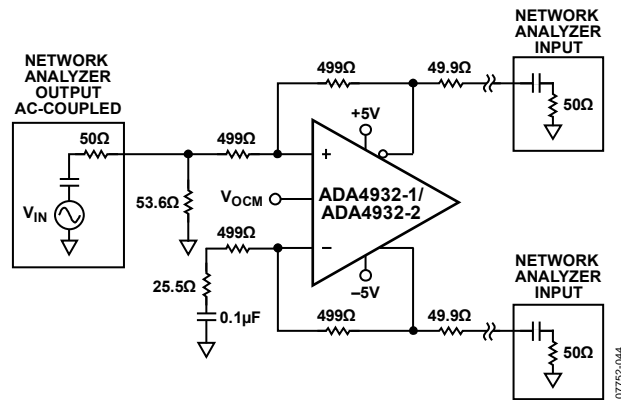 NETWORK
ANALYZER
OUTPUT
AC-COUPLED
50Ω
VIN
53.6Ω
499Ω
499Ω
+5V
49.9Ω
NETWORK
ANALYZER
INPUT
50Ω
+
VOCM
ADA4932-1/
ADA4932-2
499Ω
−
25.5Ω
0.1µF
−5V
499Ω
49.9Ω
NETWORK
ANALYZER
INPUT
50Ω
07752-044